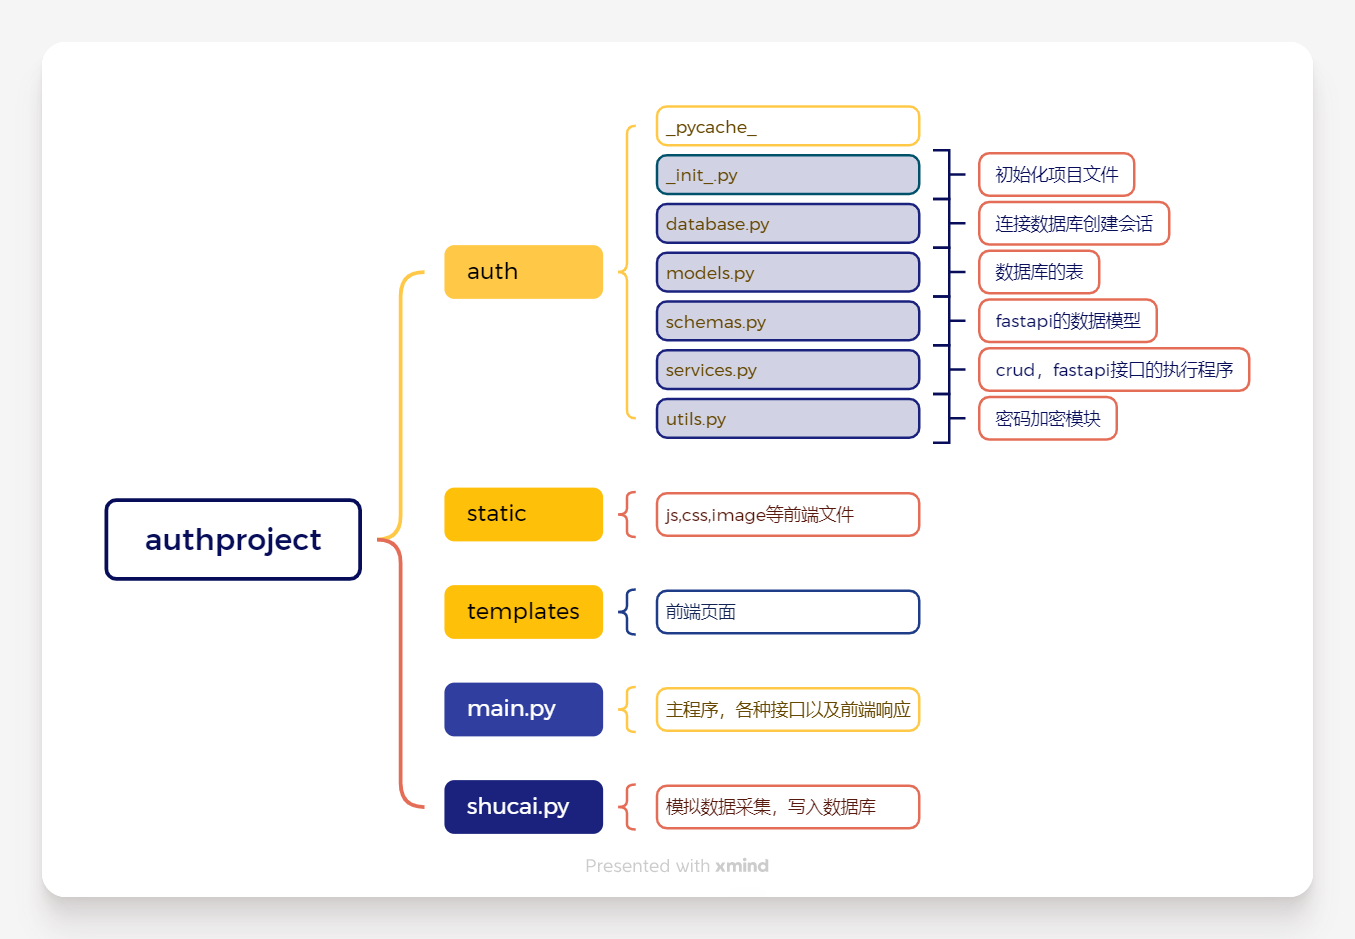 authproject
auth
_pycache_
_init_.py
初始化项目文件
database.py
连接数据库创建会话
models.py
数据库的表
schemas.py
fastapi的数据模型
services.py
crud，fastapi接口的执行程序
utils.py
密码加密模块
static
js,css,image等前端文件
templates
前端页面
main.py
主程序，各种接口以及前端响应
shucai.py
模拟数据采集，写入数据库
Presented with xmind